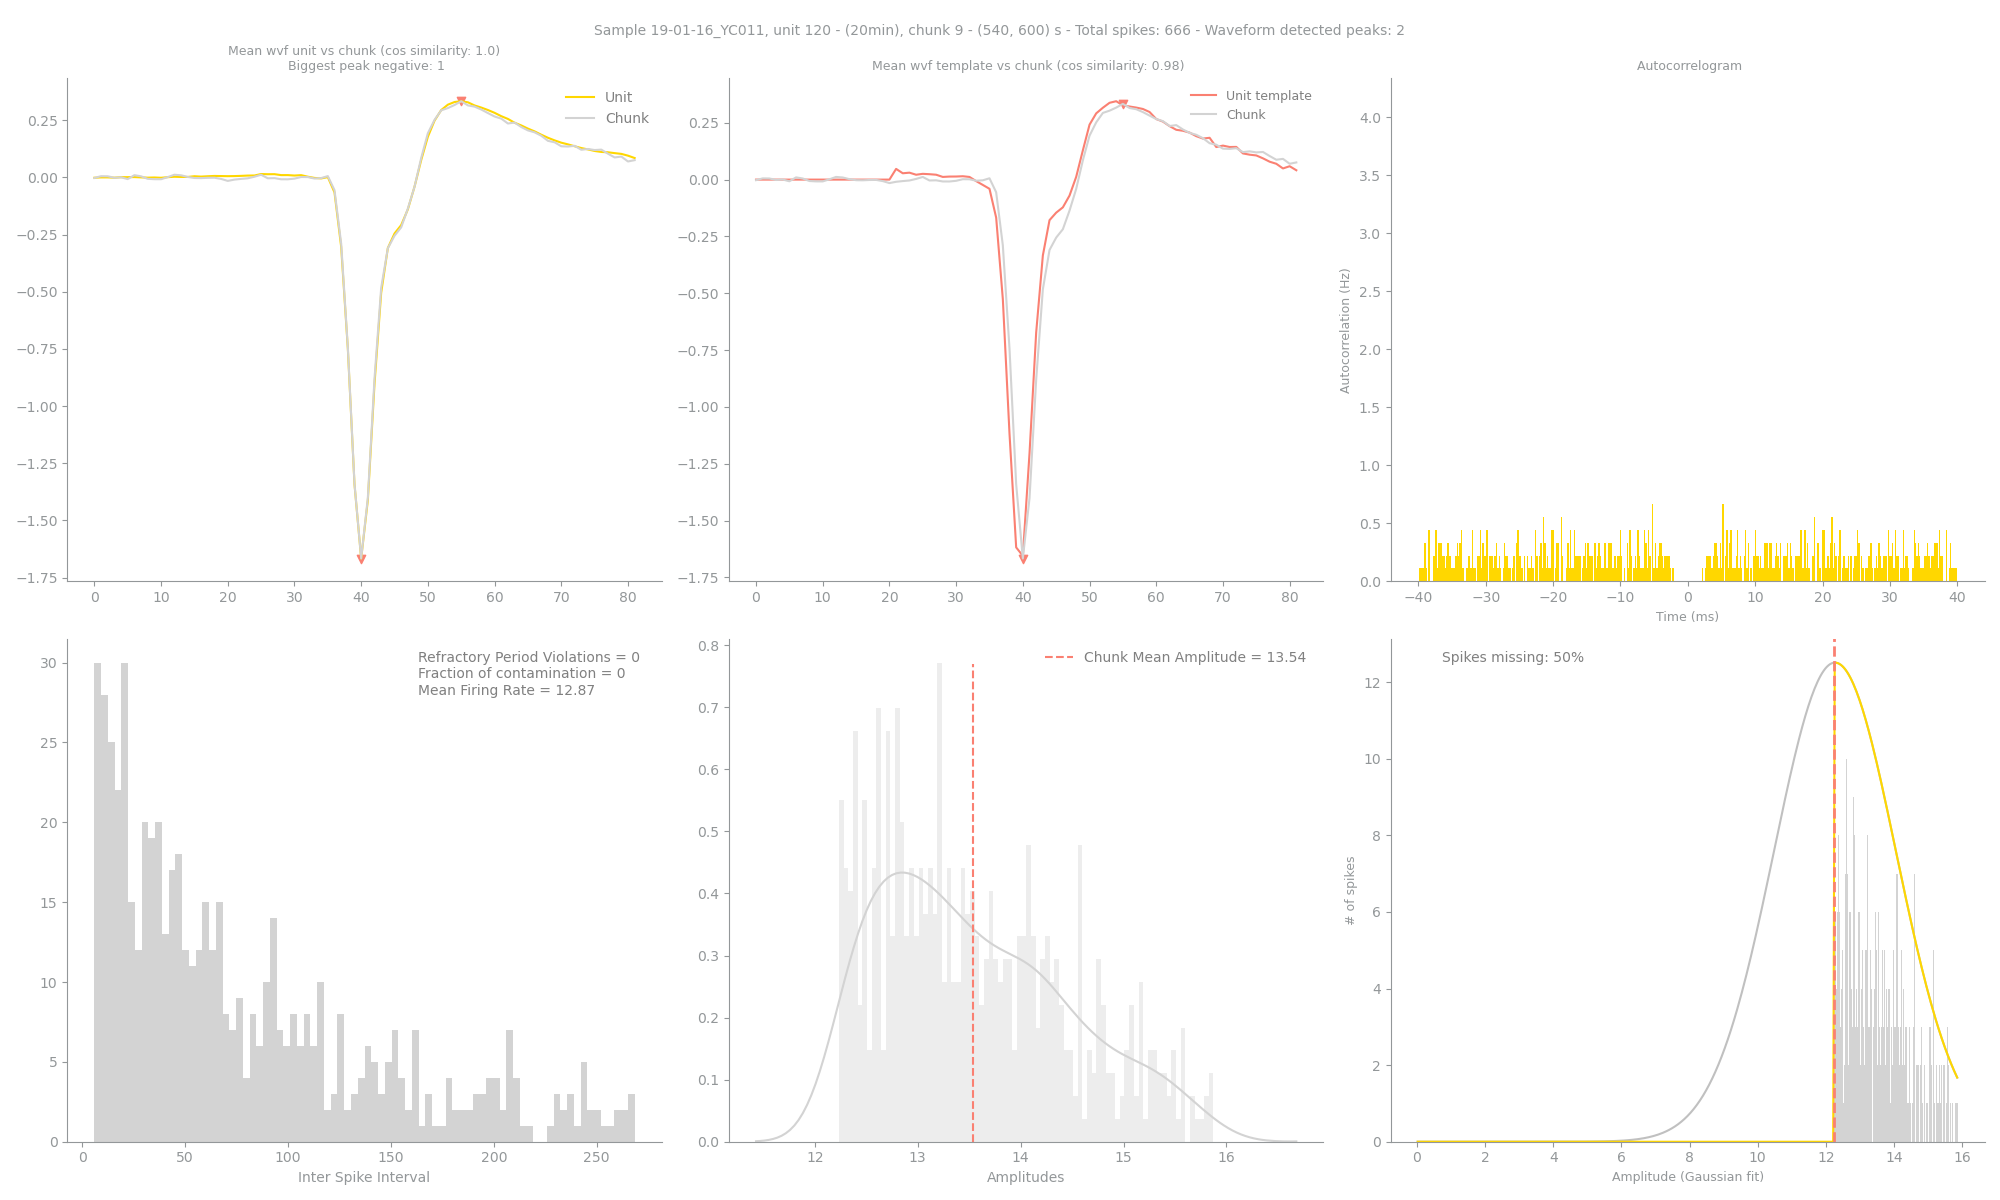 Sample 19-01-16_YC011, unit 120 - (20min), chunk 9 - (540, 600) s - Total spikes: 666 - Waveform detected peaks: 2
Mean wvf unit vs chunk (cos similarity: 1.0)
Biggest peak negative: 1
Unit
Chunk
0.25
0.00
−0.25
−0.50
−0.75
−1.00
−1.25
−1.50
−1.75
0 10 20 30 40 50 60 70 80
Mean wvf template vs chunk (cos similarity: 0.98)
Unit template
Chunk
0.25
0.00
−0.25
−0.50
−0.75
−1.00
−1.25
−1.50
−1.75
0 10 20 30 40 50 60 70 80
Autocorrelogram
Autocorrelation (Hz)
4.0
3.5
3.0
2.5
2.0
1.5
1.0
0.5
0.0
−40 −30 −20 −10 0 10 20 30 40
Time (ms)
Refractory Period Violations = 0
Fraction of contamination = 0
Mean Firing Rate = 12.87
30
25
20
15
10
5
0
0 50 100 150 200 250
Inter Spike Interval
Chunk Mean Amplitude = 13.54
0.8
0.7
0.6
0.5
0.4
0.3
0.2
0.1
0.0
12 13 14 15 16
Amplitudes
Spikes missing: 50%
# of spikes
12
10
8
6
4
2
0
0 2 4 6 8 10 12 14 16
Amplitude (Gaussian fit)